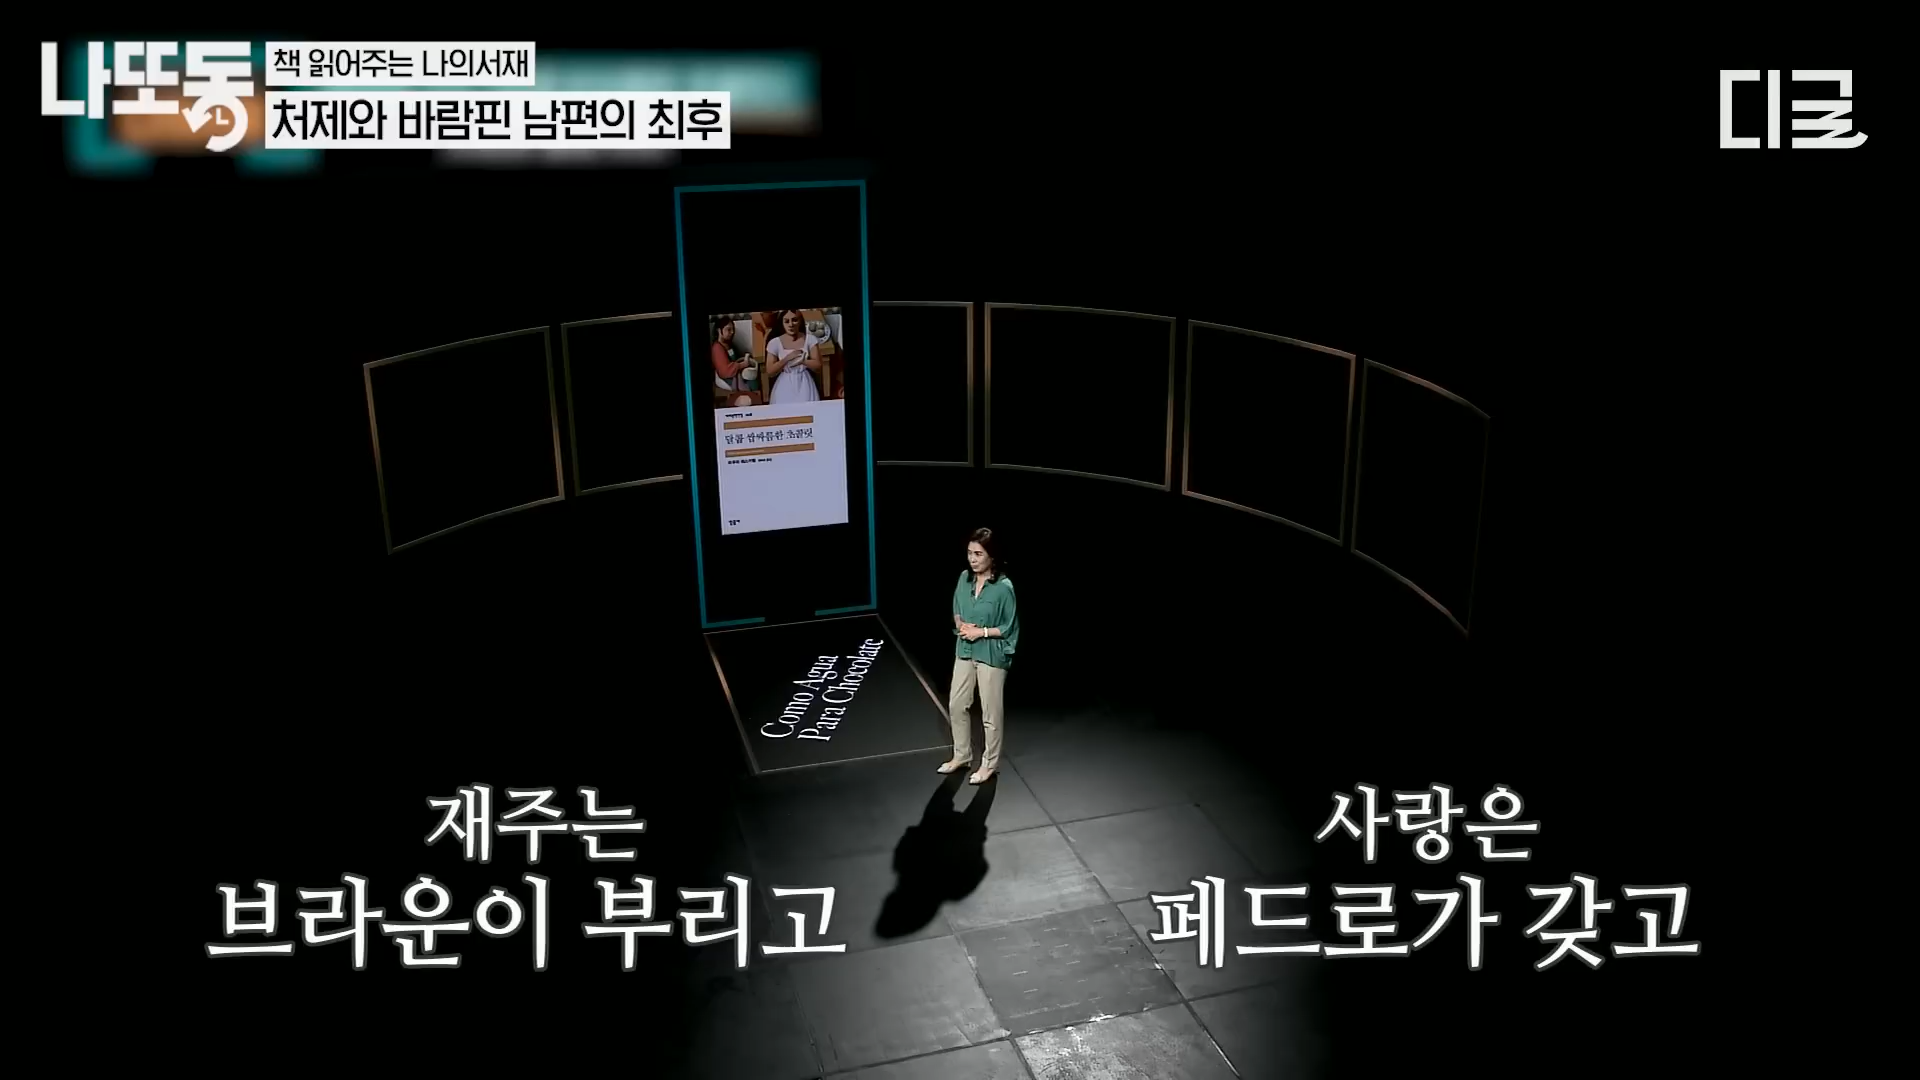 나또동
책 읽어주는 나의서재
처제와 바람핀 남편의 최후
디글
달콤 쌉싸름한 초콜릿
Como Agua
Para Chocolate
재주는
브라운이 부리고
사랑은
페드로가 갖고